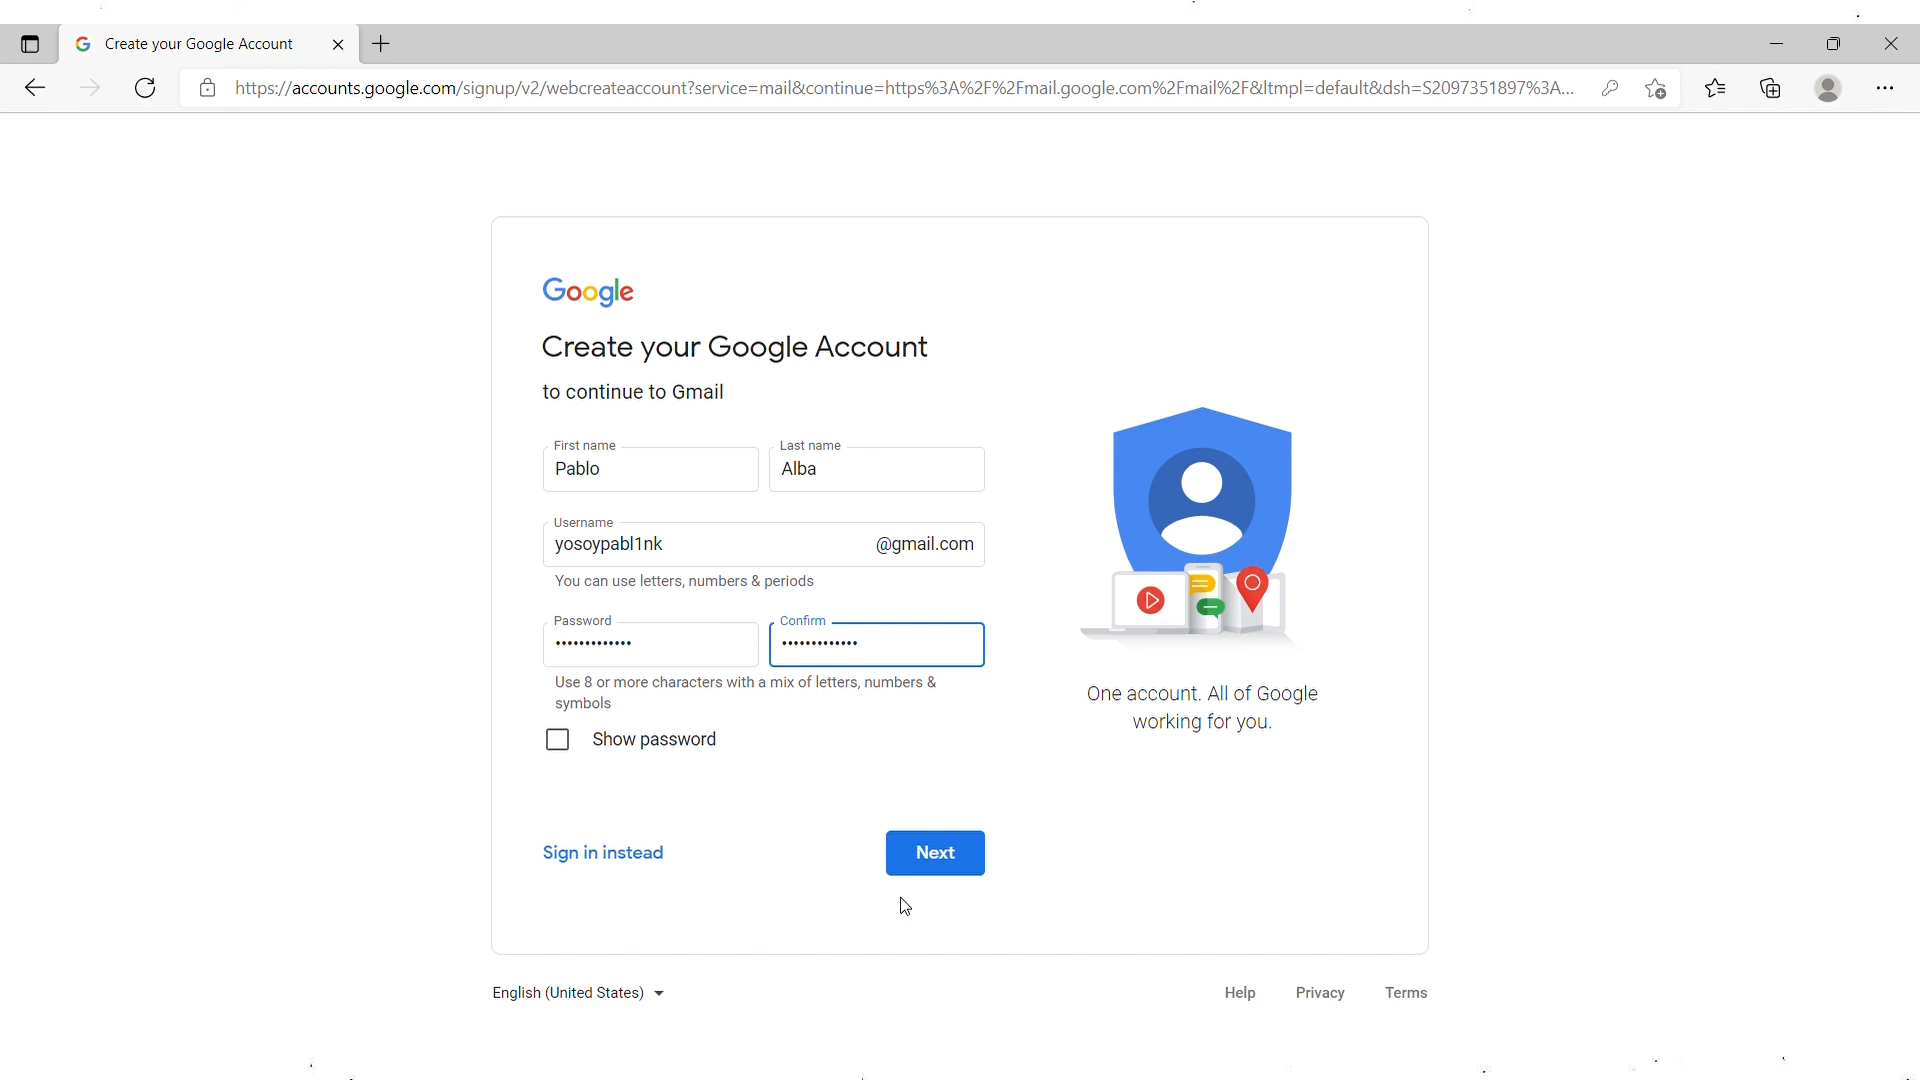 Create your Google Account
https://accounts.google.com/signup/v2/webcreateaccount?service=mail&continue=https%3A%2F%2Fmail.google.com%2Fmail%2F&ltmpl=default&dsh=S2097351897%3A...
Google
Create your Google Account
to continue to Gmail
First name Last name
Pablo Alba
Username
yosoypabl1nk @gmail.com
You can use letters, numbers & periods
Password Confirm
••••••••••••• •••••••••••••
Use 8 or more characters with a mix of letters, numbers &
symbols
Show password
One account. All of Google
working for you.
Sign in instead Next
English (United States) Help Privacy Terms